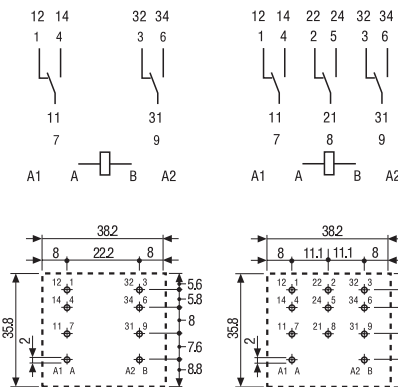 12 14 32 34
1 4 3 6
11 31
7 9
A1 A B A2
12 14 22 24 32 34
1 4 2 5 3 6
11 21 31
7 8 9
A1 A B A2
38.2
8 22.2 8
12 1 32 3
14 4 34 6
11 7 31 9
A1 A A2 B
35.8
2
5.6
5.8
8
7.6
8.8
38.2
8 11.1 11.1 8
12 1 22 2 32 3
14 4 24 5 34 6
11 7 21 8 31 9
A1 A A2 B
35.8
2